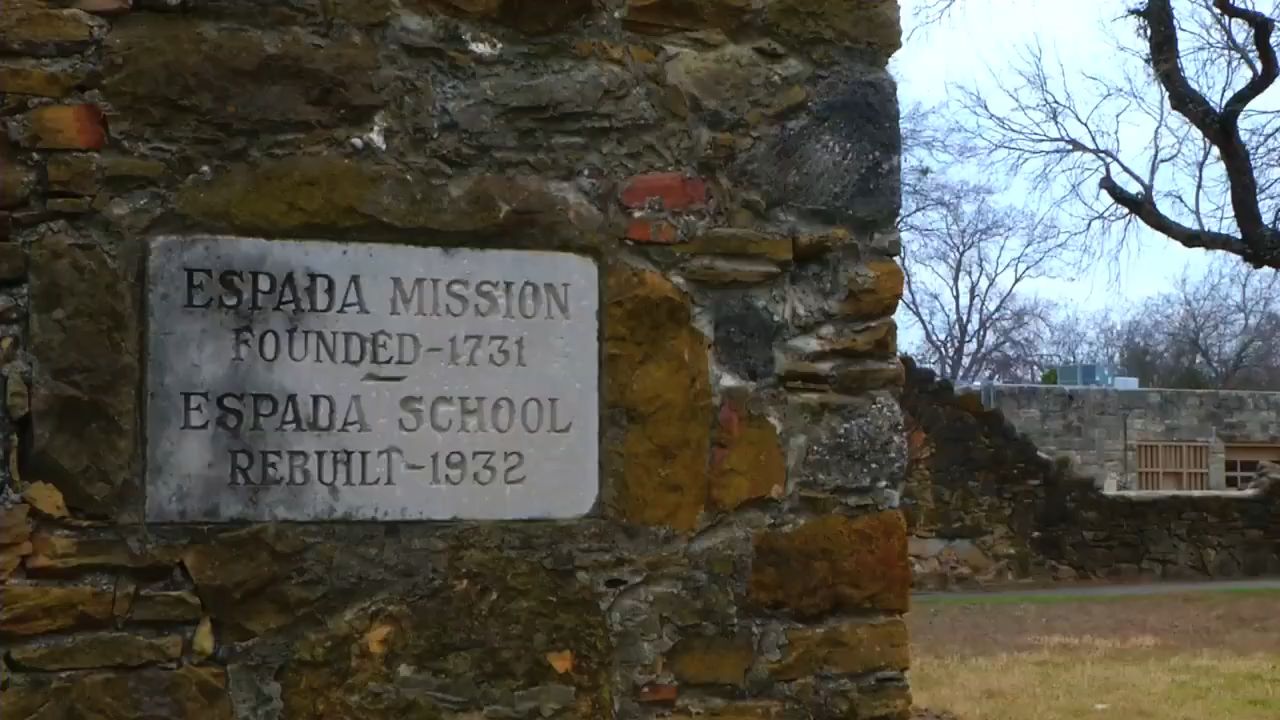 ESPADA MISSION
FOUNDED-1731
ESPADA SCHOOL
REBUILT-1932